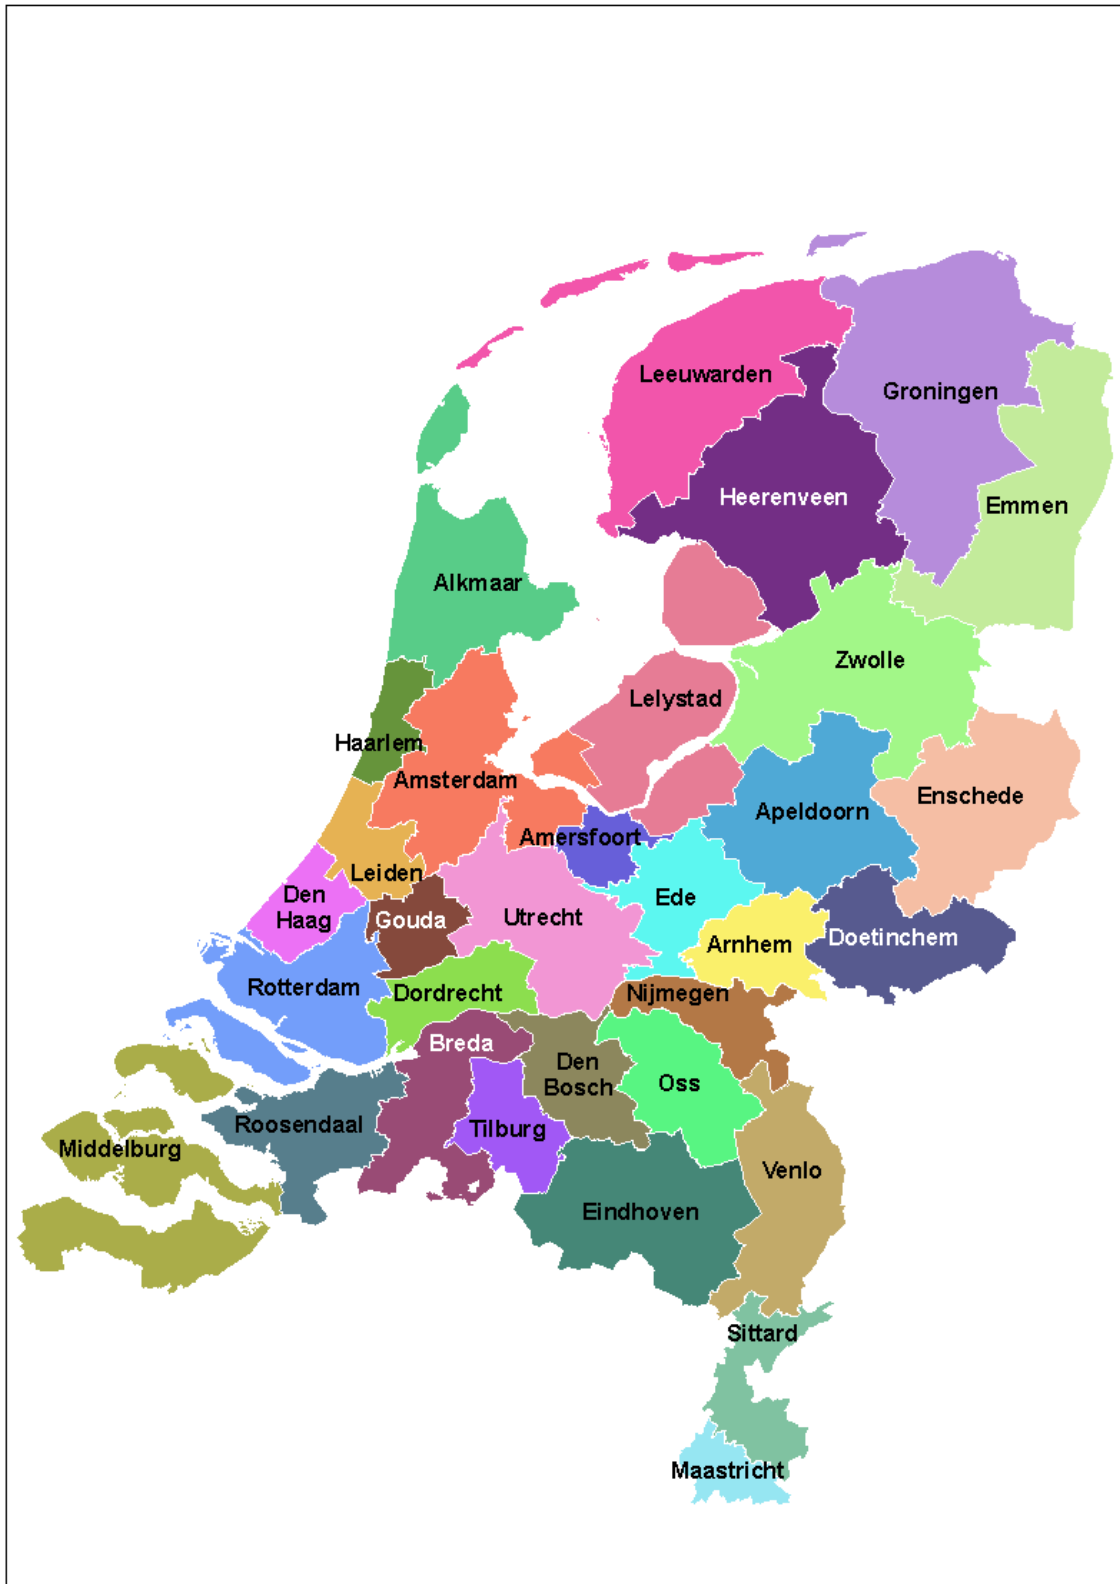 Leeuwarden
Groningen
Heerenveen
Emmen
Alkmaar
Zwolle
Lelystad
Haarlem
Amsterdam
Enschede
Apeldoorn
Amersfoort
Leiden
Den
Haag
Ede
Gouda
Utrecht
Arnhem
Doetinchem
Rotterdam
Dordrecht
Nijmegen
Breda
Den
Bosch
Oss
Roosendaal
Tilburg
Middelburg
Venlo
Eindhoven
Sittard
Maastricht